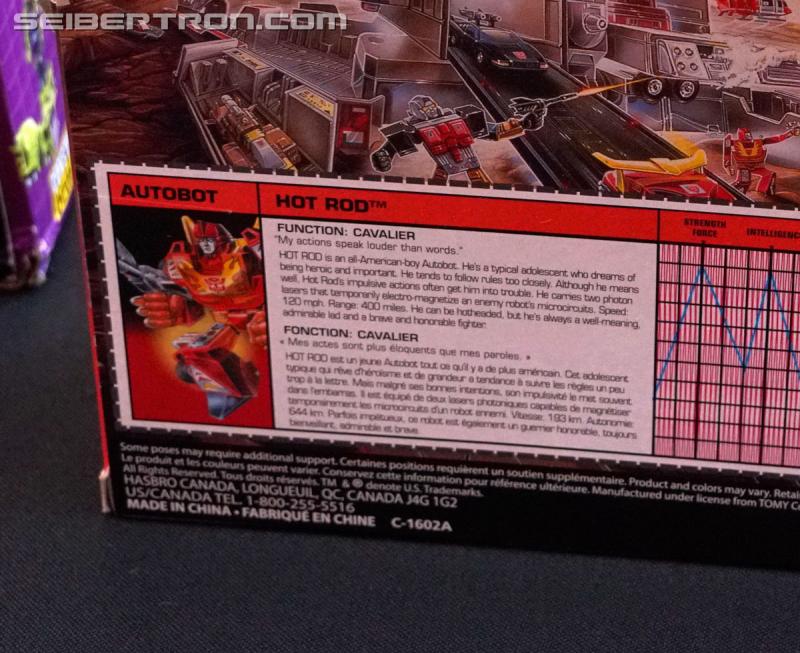 SEIBERTRON.COM
AUTOBOT
HOT ROD™
STRENGTH
FORCE
FUNCTION: CAVALIER
"My actions speak louder than words."
HOT ROD is an all-American-boy Autobot. He's a typical adolescent who dreams of
being heroic and important. He tends to follow rules too closely. Although he means
well, Hot Rod's impulsive actions often get him into trouble. He carries two photon
lasers that temporarily electro-magnetize an enemy robot's microcircuits. Speed:
120 mph. Range: 400 miles. He can be hotheaded, but he's always a well-meaning,
admirable lad and a brave and honorable fighter.
FONCTION: CAVALIER
« Mes actes sont plus éloquents que mes paroles. »
HOT ROD est un jeune Autobot tout ce qu'il y a de plus américain. Cet adolescent
typique qui rêve d'héroïsme et de grandeur a tendance à suivre les règles un peu
trop à la lettre. Mais malgré ses bonnes intentions, son impulsivité le met souvent
dans l'embarras. Il est équipé de deux lasers photoniques capables de magnétiser
temporairement les microcircuits d'un robot ennemi. Vitesse: 193 km. Autonomie:
644 km. Parfois impétueux, ce robot est également un guerrier honorable, toujours
bienveillant, admirable et brave.
Some poses may require additional support. Certaines positions requièrent un soutien supplémentaire. Product and colors may vary.
Le produit et les couleurs peuvent varier. Conserver cette information pour référence ultérieure. Manufactured under license from TOMY
All Rights Reserved. Tous droits réservés. TM & ® denote U.S. Trademarks.
HASBRO CANADA, LONGUEUIL, QC, CANADA J4G 1G2
US/CANADA TEL. 1-800-255-5516
MADE IN CHINA • FABRIQUÉ EN CHINE C-1602A